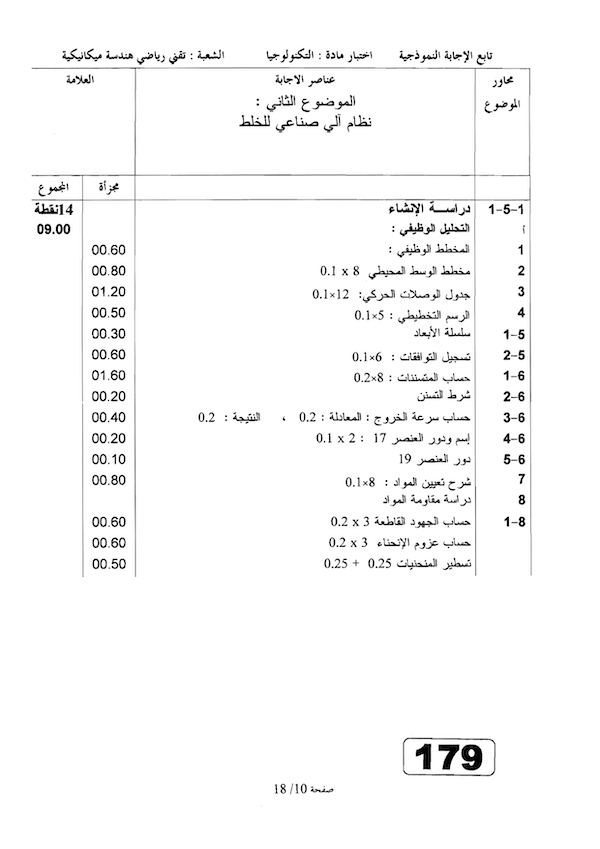 تابع الإجابة النموذجية اختبار مادة : التكنولوجيا الشعبة : تقني رياضي هندسة ميكانيكية
محاور الموضوع عناصر الاجابة العلامة
الموضوع الثاني :
نظام آلي صناعي للخلط
مجزأة المجموع
1-5-1 دراســة الإنشاء 14نقطة
أ التحليل الوظيفي : 09.00
1 المخطط الوظيفي : 00.60
2 مخطط الوسط المحيطي 8 x 0.1 00.80
3 جدول الوصلات الحركي: 12×0.1 01.20
4 الرسم التخطيطي : 5×0.1 00.50
1-5 سلسلة الأبعاد 00.30
2-5 تسجيل التوافقات : 6×0.1 00.60
1-6 حساب المتسننات : 8×0.2 01.60
2-6 شرط التسنن 00.20
3-6 حساب سرعة الخروج : المعادلة : 0.2 ، النتيجة : 0.2 00.40
4-6 إسم ودور العنصر 17 : 2 x 0.1 00.20
5-6 دور العنصر 19 00.10
7 شرح تعيين المواد : 8×0.1 00.80
8 دراسة مقاومة المواد
1-8 حساب الجهود القاطعة 3 x 0.2 00.60
حساب عزوم الإنحناء 3 x 0.2 00.60
تسطير المنحنيات 0.25 + 0.25 00.50
179
صفحة 10/ 18